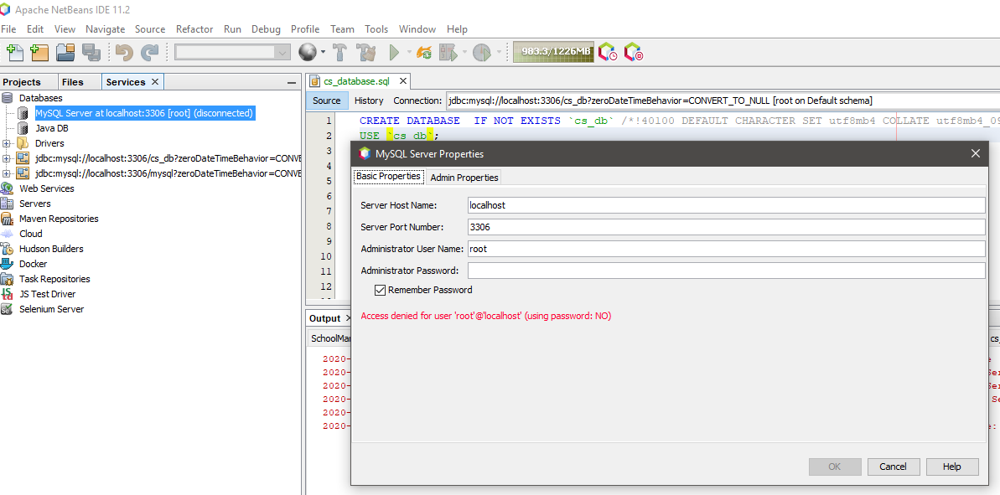 Apache NetBeans IDE 11.2
File Edit View Navigate Source Refactor Run Debug Profile Team Tools Window Help
983.3/1226MB
Projects Files Services
Databases
MySQL Server at localhost:3306 [root] (disconnected)
Java DB
Drivers
jdbc:mysql://localhost:3306/cs_db?zeroDateTimeBehavior=CONVE
jdbc:mysql://localhost:3306/mysql?zeroDateTimeBehavior=CONVE
Web Services
Servers
Maven Repositories
Cloud
Hudson Builders
Docker
Task Repositories
JS Test Driver
Selenium Server
cs_database.sql
Source History Connection: jdbc:mysql://localhost:3306/cs_db?zeroDateTimeBehavior=CONVERT_TO_NULL [root on Default schema]
1 CREATE DATABASE IF NOT EXISTS `cs_db` /*!40100 DEFAULT CHARACTER SET utf8mb4 COLLATE utf8mb4_09
2 USE `cs_db`;
3
4
5
6
7
8
9
10
11
12
MySQL Server Properties
Basic Properties Admin Properties
Server Host Name: localhost
Server Port Number: 3306
Administrator User Name: root
Administrator Password:
Remember Password
Access denied for user 'root'@'localhost' (using password: NO)
OK Cancel Help
Output
SchoolMa
cs_
2020-
2020- Ser
2020- Ser
2020- Se
2020-
2020- e: